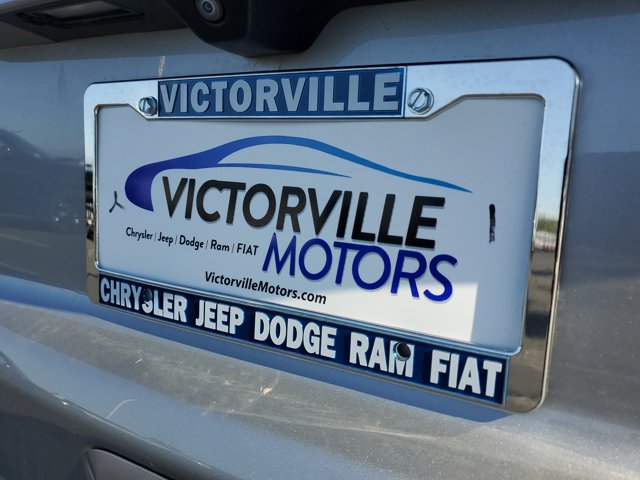 VICTORVILLE
VICTORVILLE
Chrysler | Jeep | Dodge | Ram | FIAT
MOTORS
VictorvilleMotors.com
CHRYSLER JEEP DODGE RAM FIAT